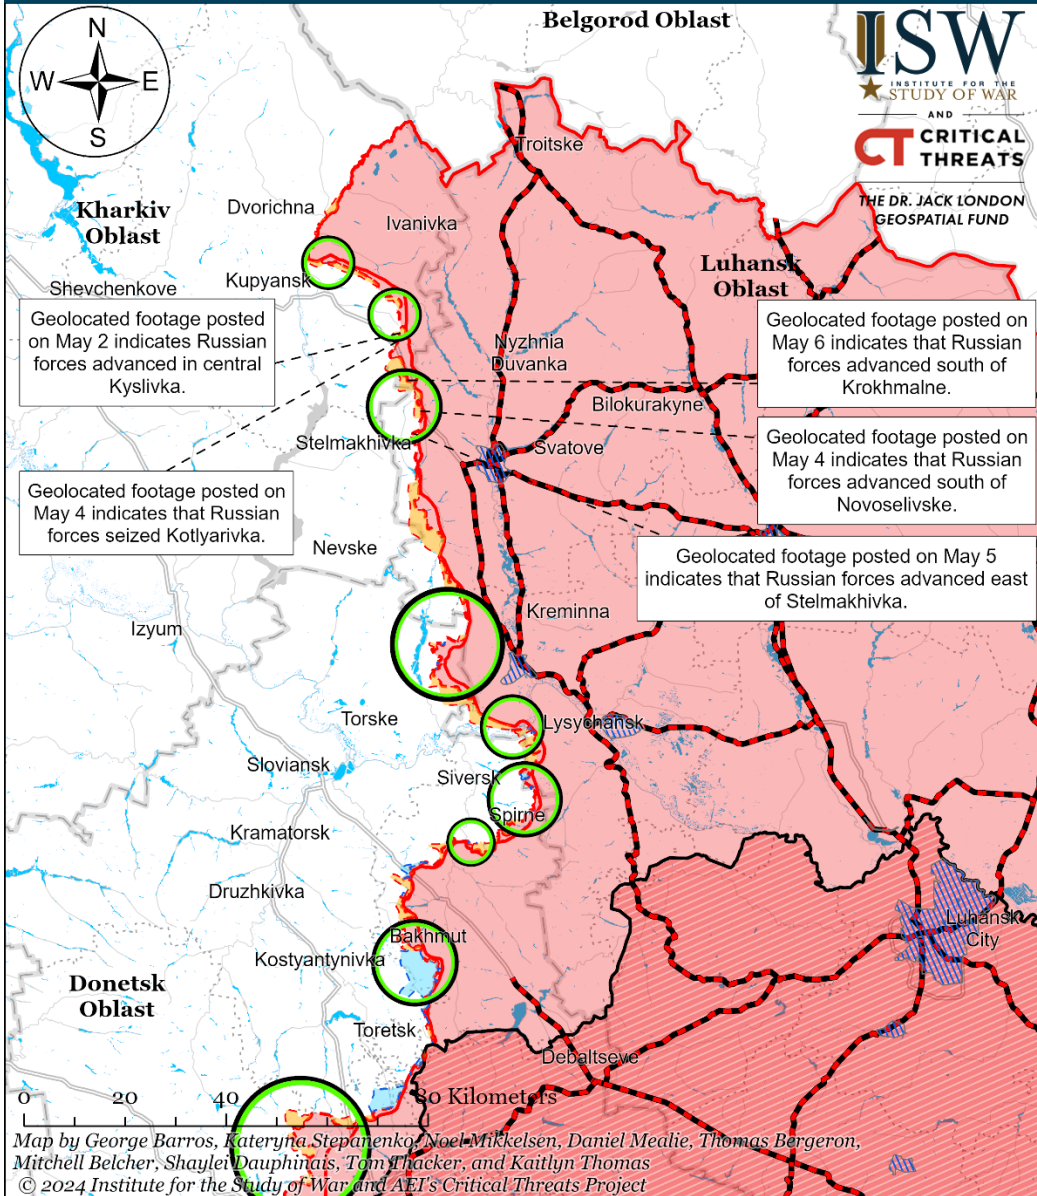 Belgorod Oblast
N
W
E
S
ISW
INSTITUTE FOR THE
STUDY OF WAR
AND
CT CRITICAL
THREATS
THE DR. JACK LONDON
GEOSPATIAL FUND
Troitske
Dvorichna
Kharkiv
Oblast
Ivanivka
Luhansk
Oblast
Kupyansk
Shevchenkove
Geolocated footage posted
on May 2 indicates Russian
forces advanced in central
Kyslivka.
Geolocated footage posted on
May 6 indicates that Russian
forces advanced south of
Krokhmalne.
Nyzhnia
Duvanka
Bilokurakyne
Stelmakhivka
Svatove
Geolocated footage posted on
May 4 indicates that Russian
forces advanced south of
Novoselivske.
Geolocated footage posted on
May 4 indicates that Russian
forces seized Kotlyarivka.
Nevske
Geolocated footage posted on May 5
indicates that Russian forces advanced east
of Stelmakhivka.
Kreminna
Izyum
Torske
Lysychansk
Sloviansk
Siversk
Spirne
Kramatorsk
Druzhkivka
Luhansk
City
Bakhmut
Kostyantynivka
Donetsk
Oblast
Toretsk
Debaltseve
0 20 40 80 Kilometers
Map by George Barros, Kateryna Stepanenko, Noel Mikkelsen, Daniel Mealie, Thomas Bergeron,
Mitchell Belcher, Shaylei Dauphinais, Tom Thacker, and Kaitlyn Thomas
© 2024 Institute for the Study of War and AEI's Critical Threats Project